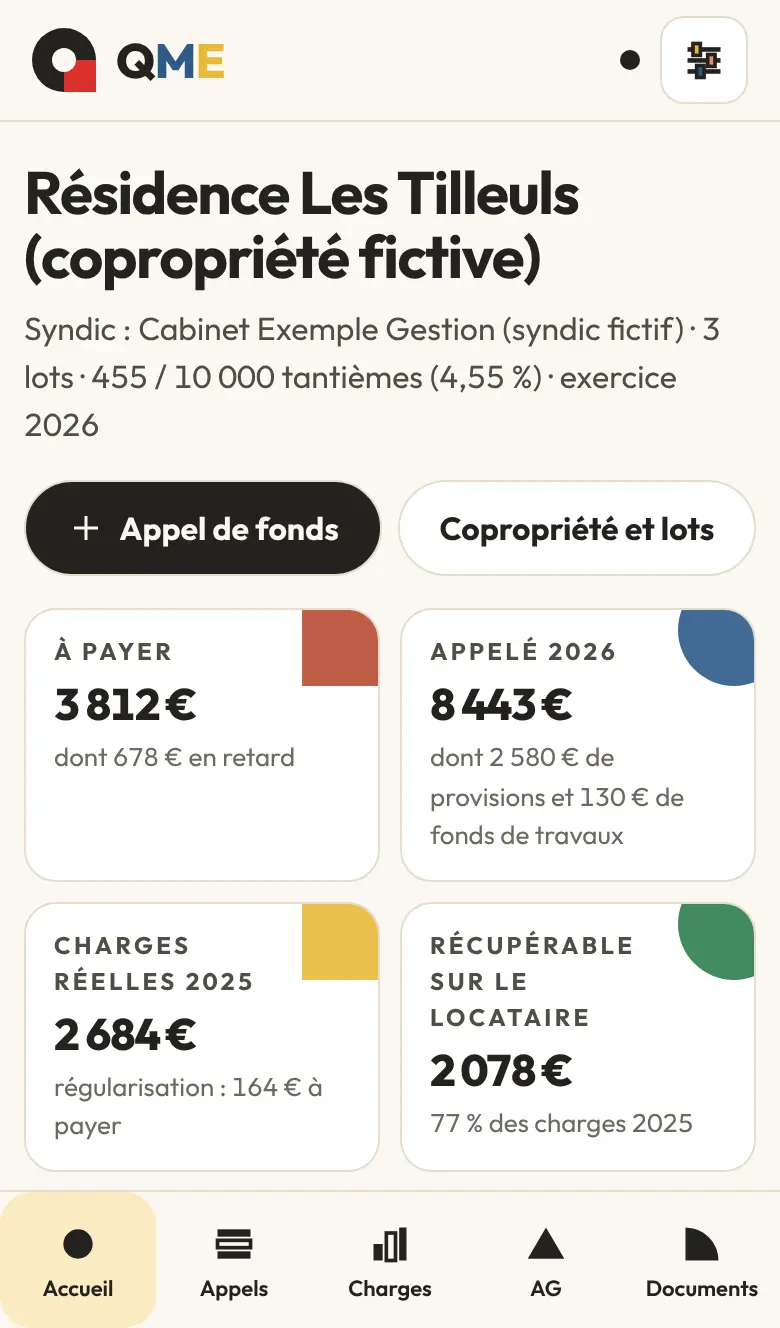 QME
Résidence Les Tilleuls
(copropriété fictive)
Syndic : Cabinet Exemple Gestion (syndic fictif) · 3
lots · 455 / 10 000 tantièmes (4,55 %) · exercice
2026
+ Appel de fonds
Copropriété et lots
À PAYER
3 812 €
dont 678 € en retard
APPELÉ 2026
8 443 €
dont 2 580 € de
provisions et 130 € de
fonds de travaux
CHARGES
RÉELLES 2025
2 684 €
régularisation : 164 € à
payer
RÉCUPÉRABLE
SUR LE
LOCATAIRE
2 078 €
77 % des charges 2025
Accueil
Appels
Charges
AG
Documents